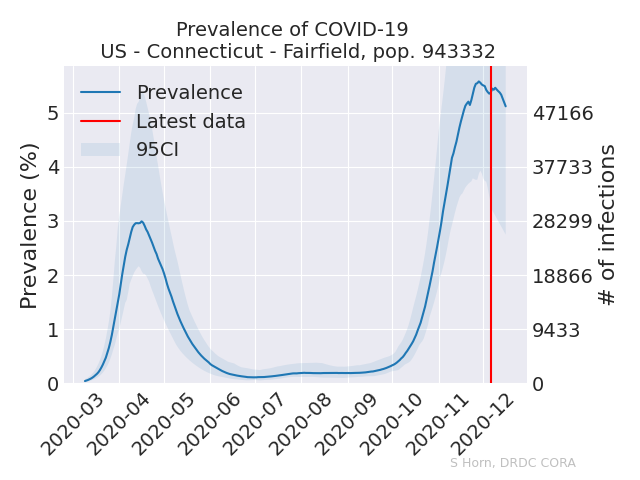 Prevalence of COVID-19
US - Connecticut - Fairfield, pop. 943332
Prevalence
Latest data
95CI
Prevalence (%)
5
4
3
2
1
0
47166
37733
28299
18866
9433
0
# of infections
2020-03
2020-04
2020-05
2020-06
2020-07
2020-08
2020-09
2020-10
2020-11
2020-12
S Horn, DRDC CORA